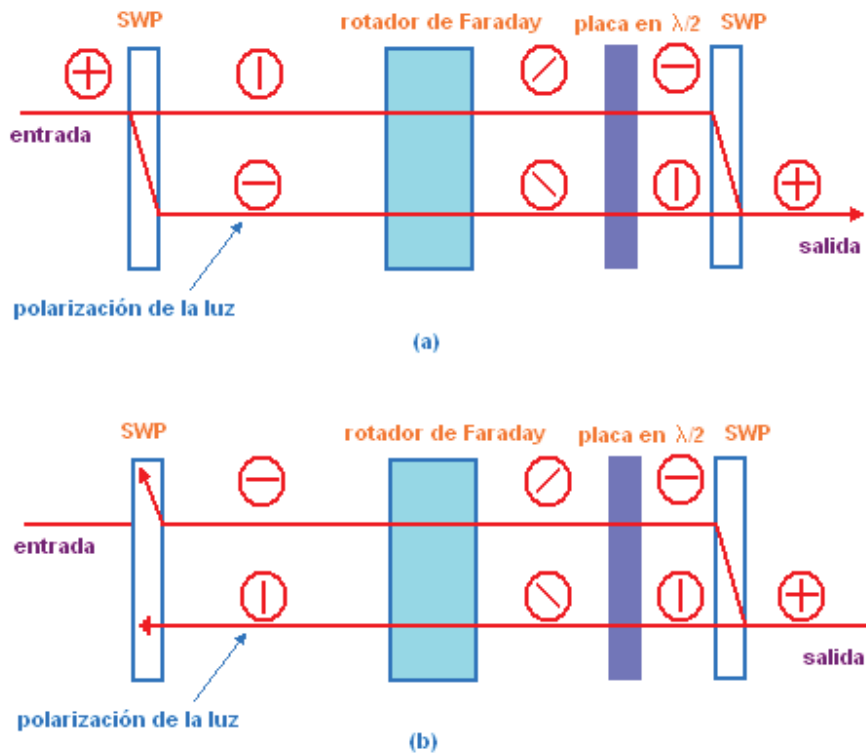 SWP
rotador de Faraday
placa en λ/2
SWP
entrada
salida
polarización de la luz
(a)
SWP
rotador de Faraday
placa en λ/2
SWP
entrada
salida
polarización de la luz
(b)